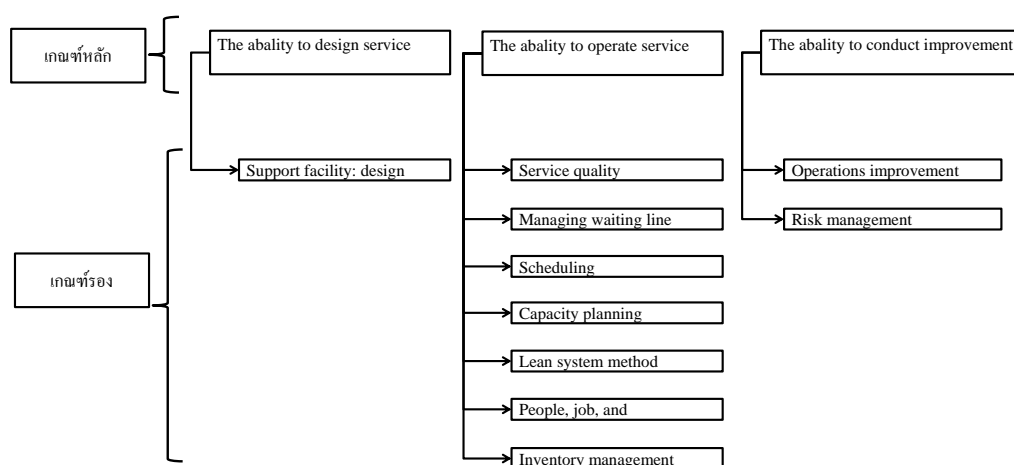 เกณฑ์หลัก
The abality to design service
The abality to operate service
The abality to conduct improvement
เกณฑ์รอง
Support facility: design
Service quality
Managing waiting line
Scheduling
Capacity planning
Lean system method
People, job, and
Inventory management
Operations improvement
Risk management